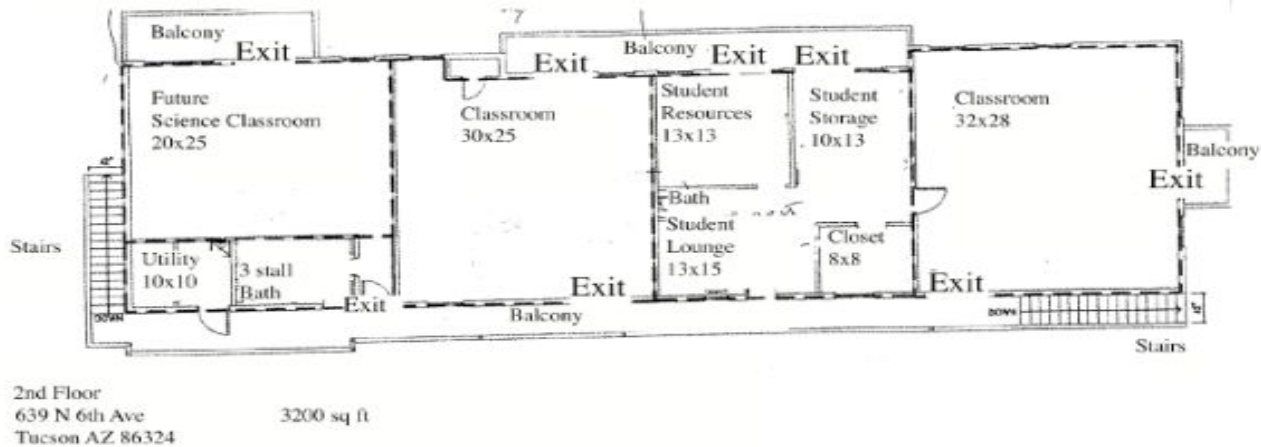 Balcony
Exit
Balcony
Exit
Exit
Exit
Future
Science Classroom
20x25
Classroom
30x25
Student
Resources
13x13
Student
Storage
10x13
Classroom
32x28
Balcony
Exit
Stairs
Utility
10x10
3 stall
Bath
Exit
Bath
Student
Lounge
13x15
Closet
8x8
Exit
Exit
Balcony
DOWN
DOWN
Stairs
2nd Floor
639 N 6th Ave
3200 sq ft
Tucson AZ 86324